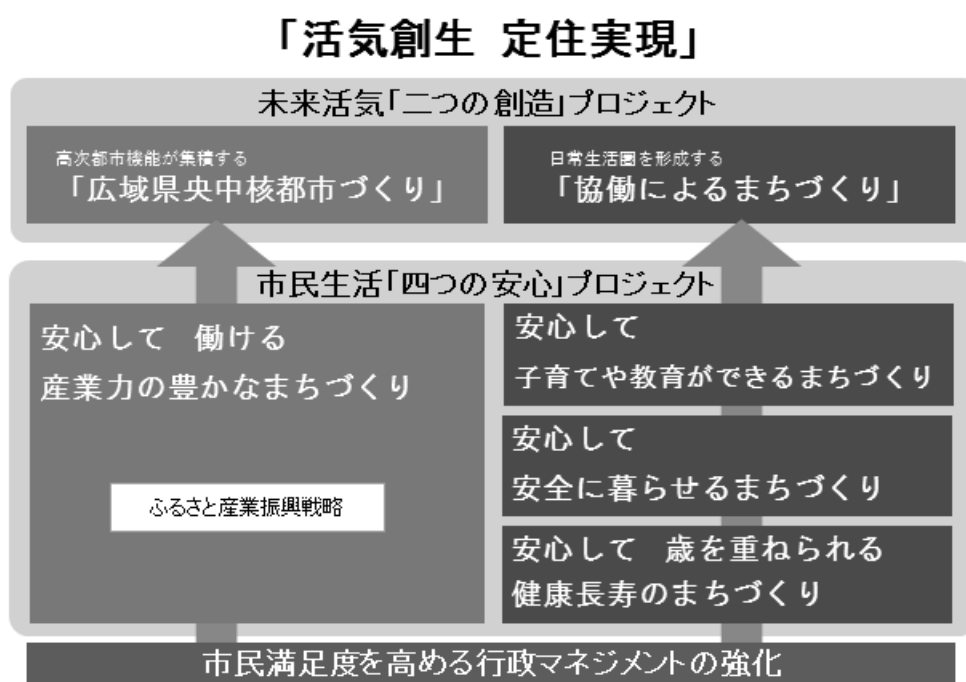 「活気創生 定住実現」
未来活気「二つの創造」プロジェクト
高次都市機能が集積する
「広域県央中核都市づくり」
日常生活圏を形成する
「協働によるまちづくり」
市民生活「四つの安心」プロジェクト
安心して 働ける
産業力の豊かなまちづくり
ふるさと産業振興戦略
安心して
子育てや教育ができるまちづくり
安心して
安全に暮らせるまちづくり
安心して 歳を重ねられる
健康長寿のまちづくり
市民満足度を高める行政マネジメントの強化